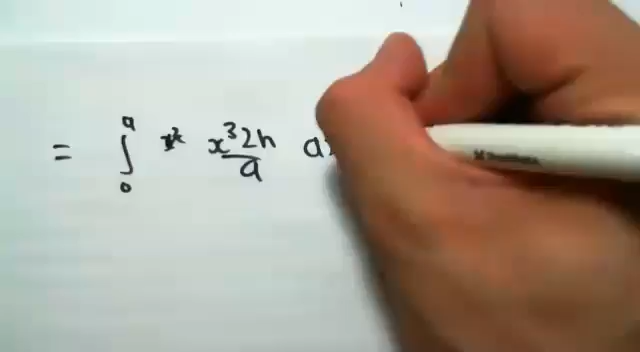 = ∫₀ᵃ x³2h/a